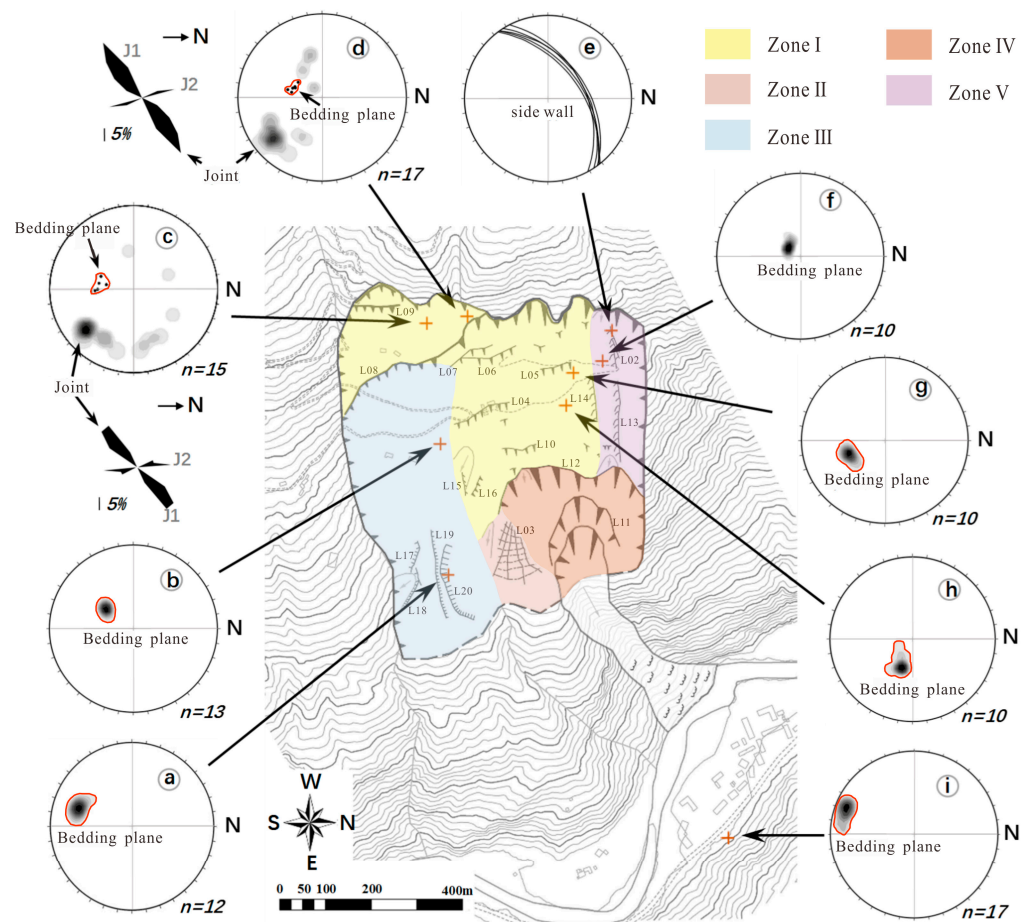 J1
N
J2
5%
Joint
d
Bedding plane
N
n=17
e
side wall
N
Zone I
Zone IV
Zone II
Zone V
Zone III
Bedding plane
c
N
n=15
Joint
N
J2
5%
J1
f
Bedding plane
N
n=10
g
Bedding plane
N
n=10
b
Bedding plane
N
n=13
h
Bedding plane
N
n=10
a
Bedding plane
N
n=12
i
Bedding plane
N
n=17
L09
L08
L07
L06
L05
L02
L04
L14
L13
L10
L12
L15
L16
L03
L11
L17
L19
L18
L20
W
S N
E
0 50 100 200 400m